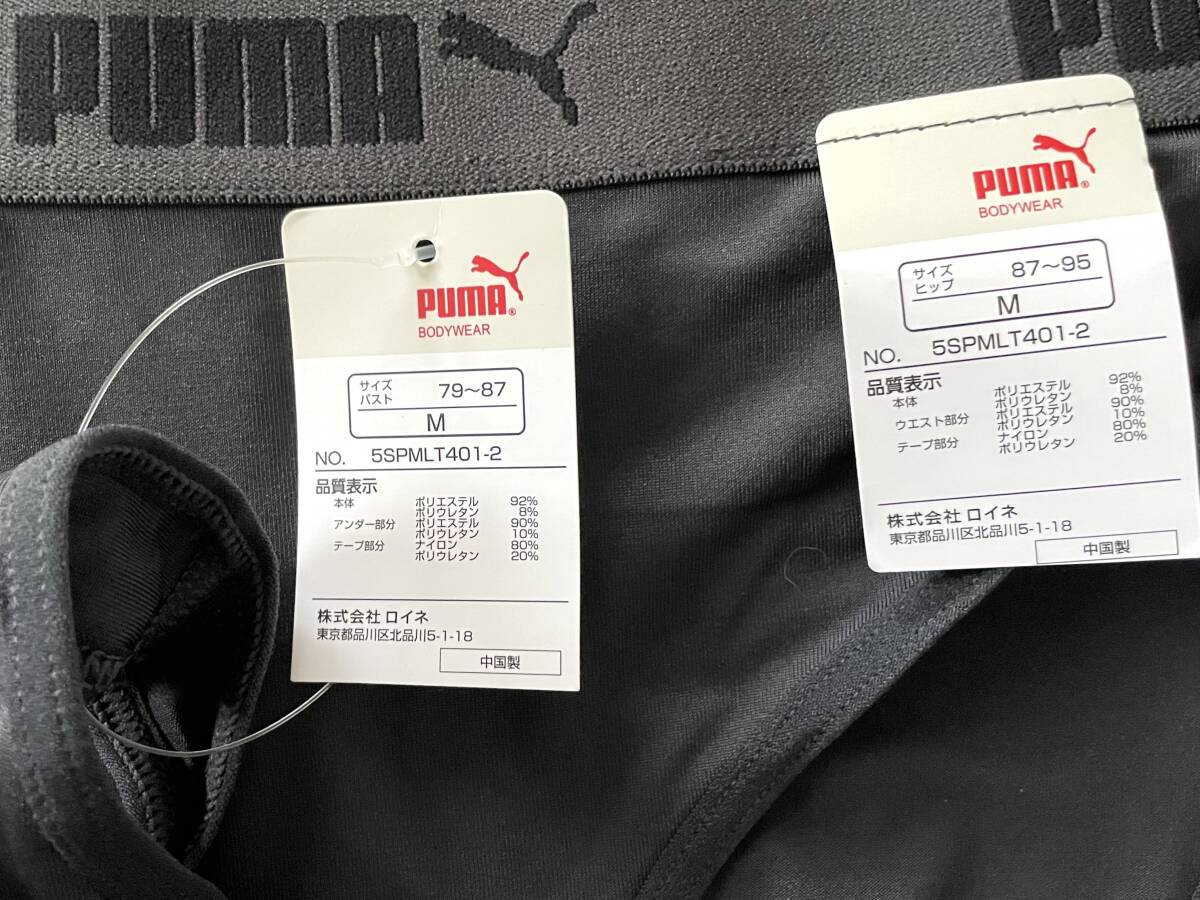 PUMA
PU
PUMA®
BODYWEAR
サイズ
バスト 79～87
M
NO. 5SPMLT401-2
品質表示
本体 ポリエステル 92%
ポリウレタン 8%
アンダー部分 ポリエステル 90%
ポリウレタン 10%
テープ部分 ナイロン 80%
ポリウレタン 20%
株式会社 ロイネ
東京都品川区北品川5-1-18
中国製
PUMA®
BODYWEAR
サイズ
ヒップ 87～95
M
NO. 5SPMLT401-2
品質表示
本体 ポリエステル 92%
ポリウレタン 8%
ウエスト部分 ポリエステル 90%
ポリウレタン 10%
テープ部分 ナイロン 80%
ポリウレタン 20%
株式会社 ロイネ
東京都品川区北品川5-1-18
中国製